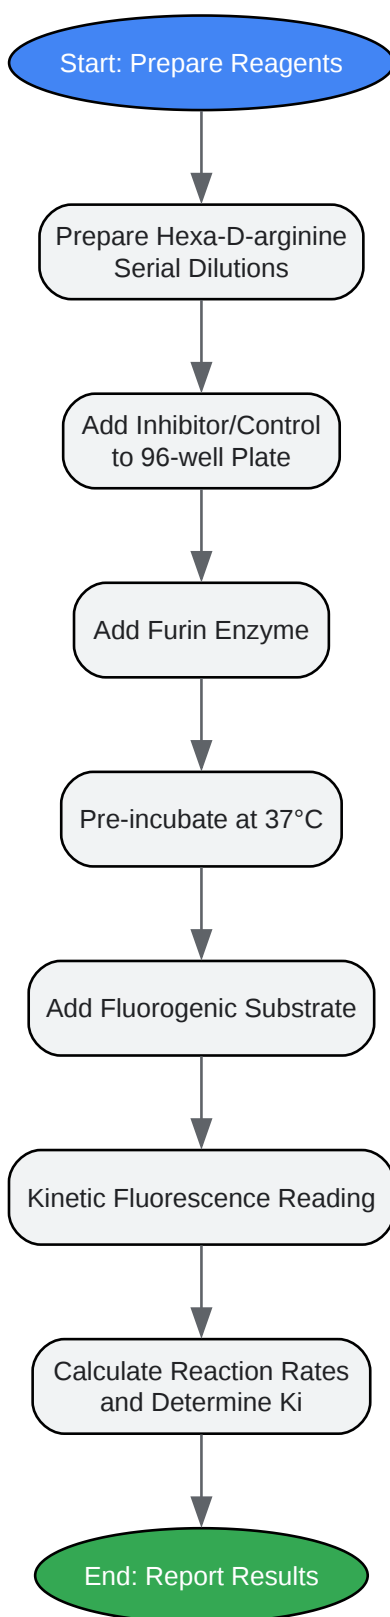 Start: Prepare Reagents
Prepare Hexa-D-arginine
Serial Dilutions
Add Inhibitor/Control
to 96-well Plate
Add Furin Enzyme
Pre-incubate at 37°C
Add Fluorogenic Substrate
Kinetic Fluorescence Reading
Calculate Reaction Rates
and Determine Ki
End: Report Results